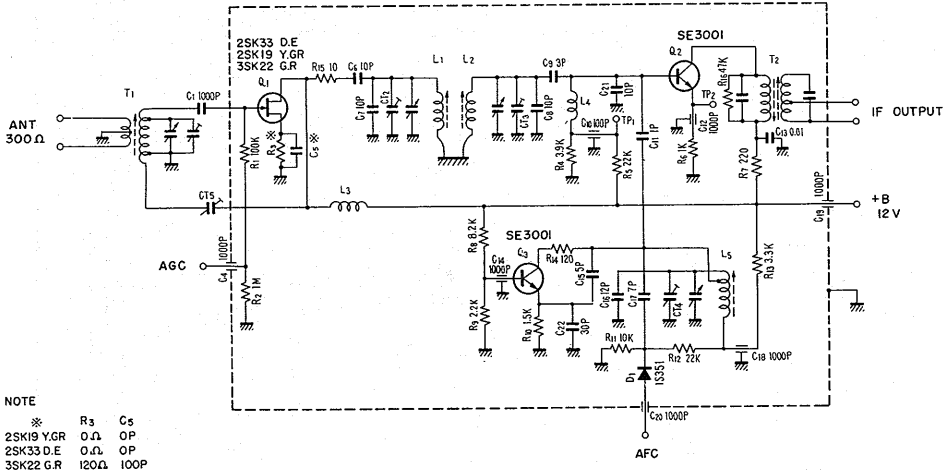 2SK33 D.E
2SK19 Y.GR
3SK22 G.R
Q1
R15 10
C6 10P
C7 10P
CT2
L1
L2
CT3
C8 10P
C9 3P
L4
C21 10P
SE3001
Q2
TP2
C12 1000P
R6 1K
R16 47K
T2
C13 0.01
R7 220
IF OUTPUT
T1
ANT
300Ω
C1 1000P
R1 100K
R3 ※
C5 ※
C10 100P
TP1
R4 3.9K
R5 22K
C11 1P
CT5
L3
C19 1000P
+B
12V
AGC
C4 1000P
R2 1M
R8 8.2K
SE3001
C14 1000P
Q3
R14 120
C15 5P
L5
R13 3.3K
C16 12P
C17 7P
CT4
R9 2.2K
R10 1.5K
C22 30P
R11 10K
R12 22K
C18 1000P
D1 1S351
C20 1000P
AFC
NOTE
※ R3 C5
2SK19 Y.GR 0Ω 0P
2SK33 D.E 0Ω 0P
3SK22 G.R 120Ω 100P